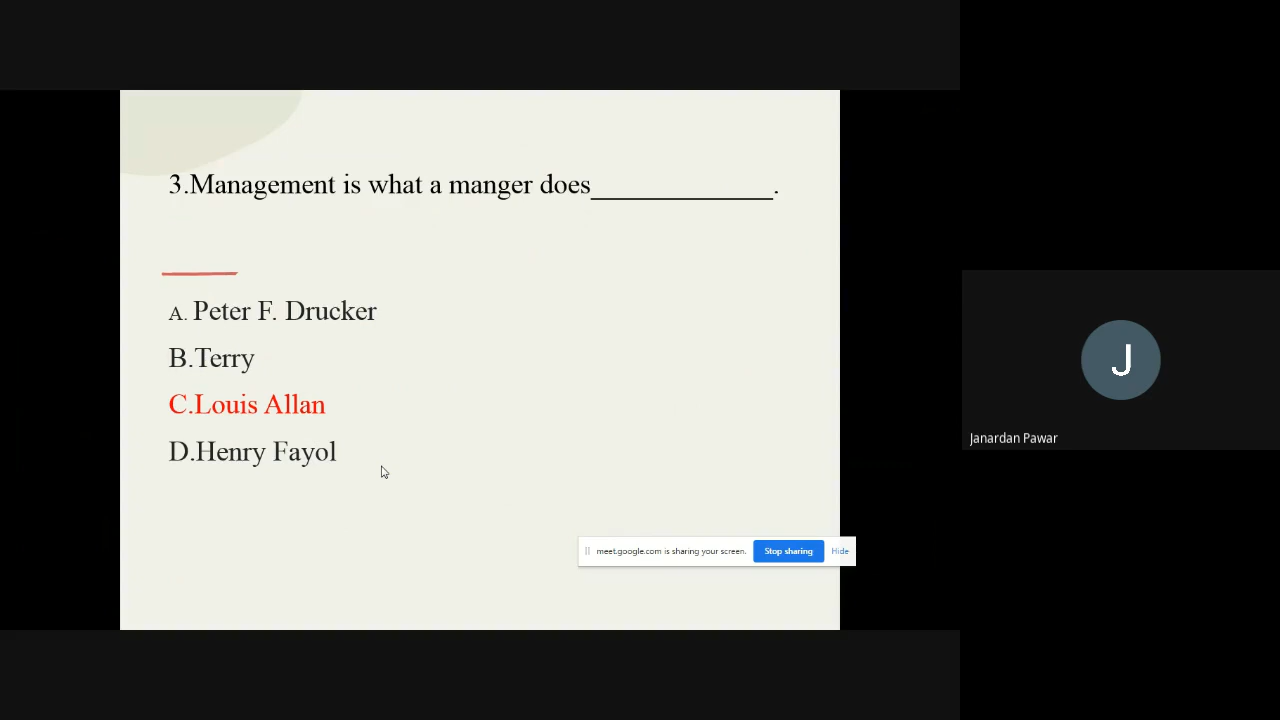 3.Management is what a manger does_____________.
A. Peter F. Drucker
B.Terry
C.Louis Allan
D.Henry Fayol
meet.google.com is sharing your screen. Stop sharing Hide
J
Janardan Pawar